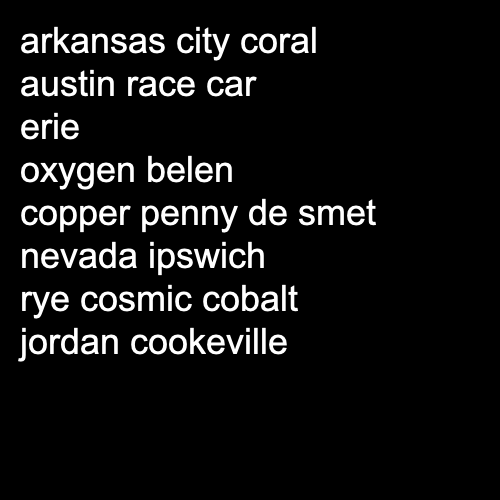 arkansas city coral
austin race car
erie
oxygen belen
copper penny de smet
nevada ipswich
rye cosmic cobalt
jordan cookeville